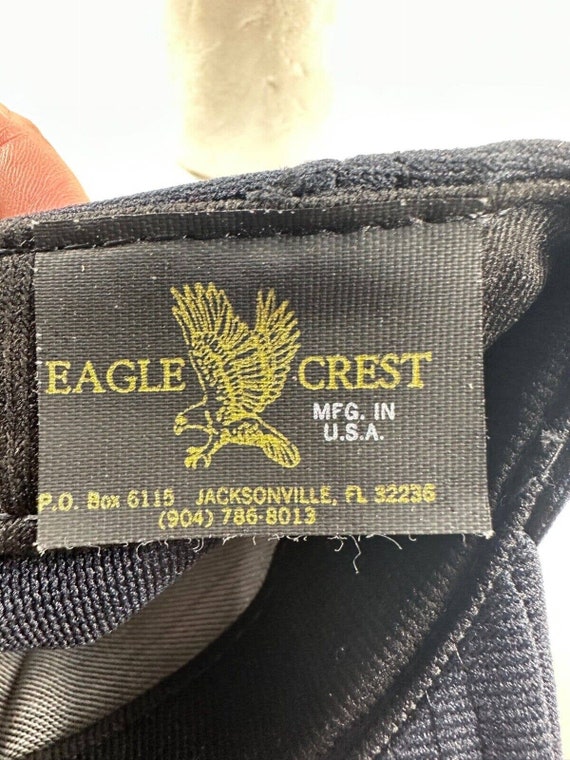 EAGLE CREST
MFG. IN
U.S.A.
P.O. Box 6115 JACKSONVILLE, FL 32236
(904) 786-8013